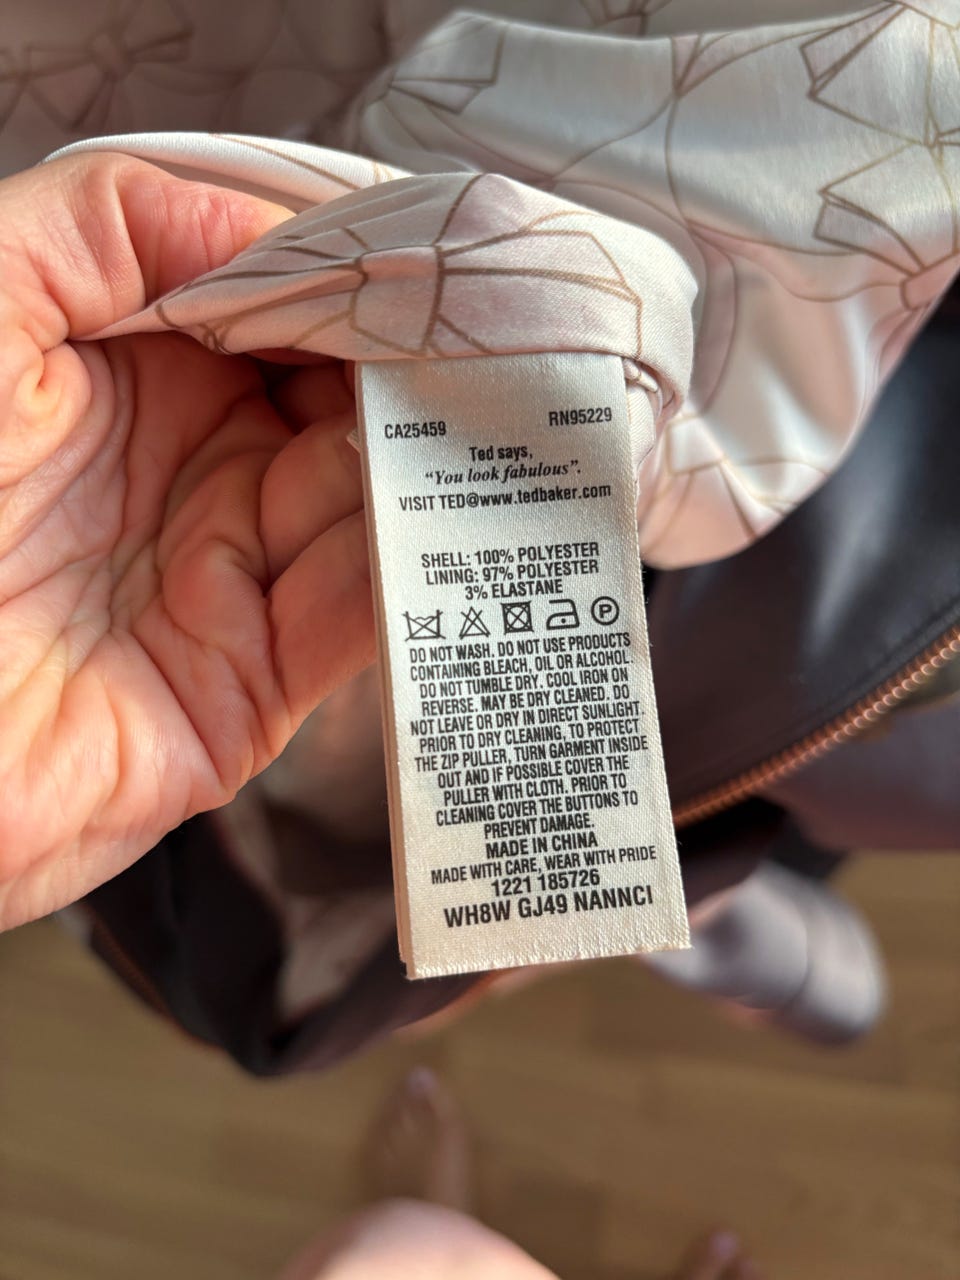 CA25459 RN95229
Ted says,
“You look fabulous”.
VISIT TED@www.tedbaker.com
SHELL: 100% POLYESTER
LINING: 97% POLYESTER
3% ELASTANE
P
DO NOT WASH. DO NOT USE PRODUCTS
CONTAINING BLEACH, OIL OR ALCOHOL.
DO NOT TUMBLE DRY. COOL IRON ON
REVERSE. MAY BE DRY CLEANED. DO
NOT LEAVE OR DRY IN DIRECT SUNLIGHT.
PRIOR TO DRY CLEANING, TO PROTECT
THE ZIP PULLER, TURN GARMENT INSIDE
OUT AND IF POSSIBLE COVER THE
PULLER WITH CLOTH. PRIOR TO
CLEANING COVER THE BUTTONS TO
PREVENT DAMAGE.
MADE IN CHINA
MADE WITH CARE, WEAR WITH PRIDE
1221 185726
WH8W GJ49 NANNCI